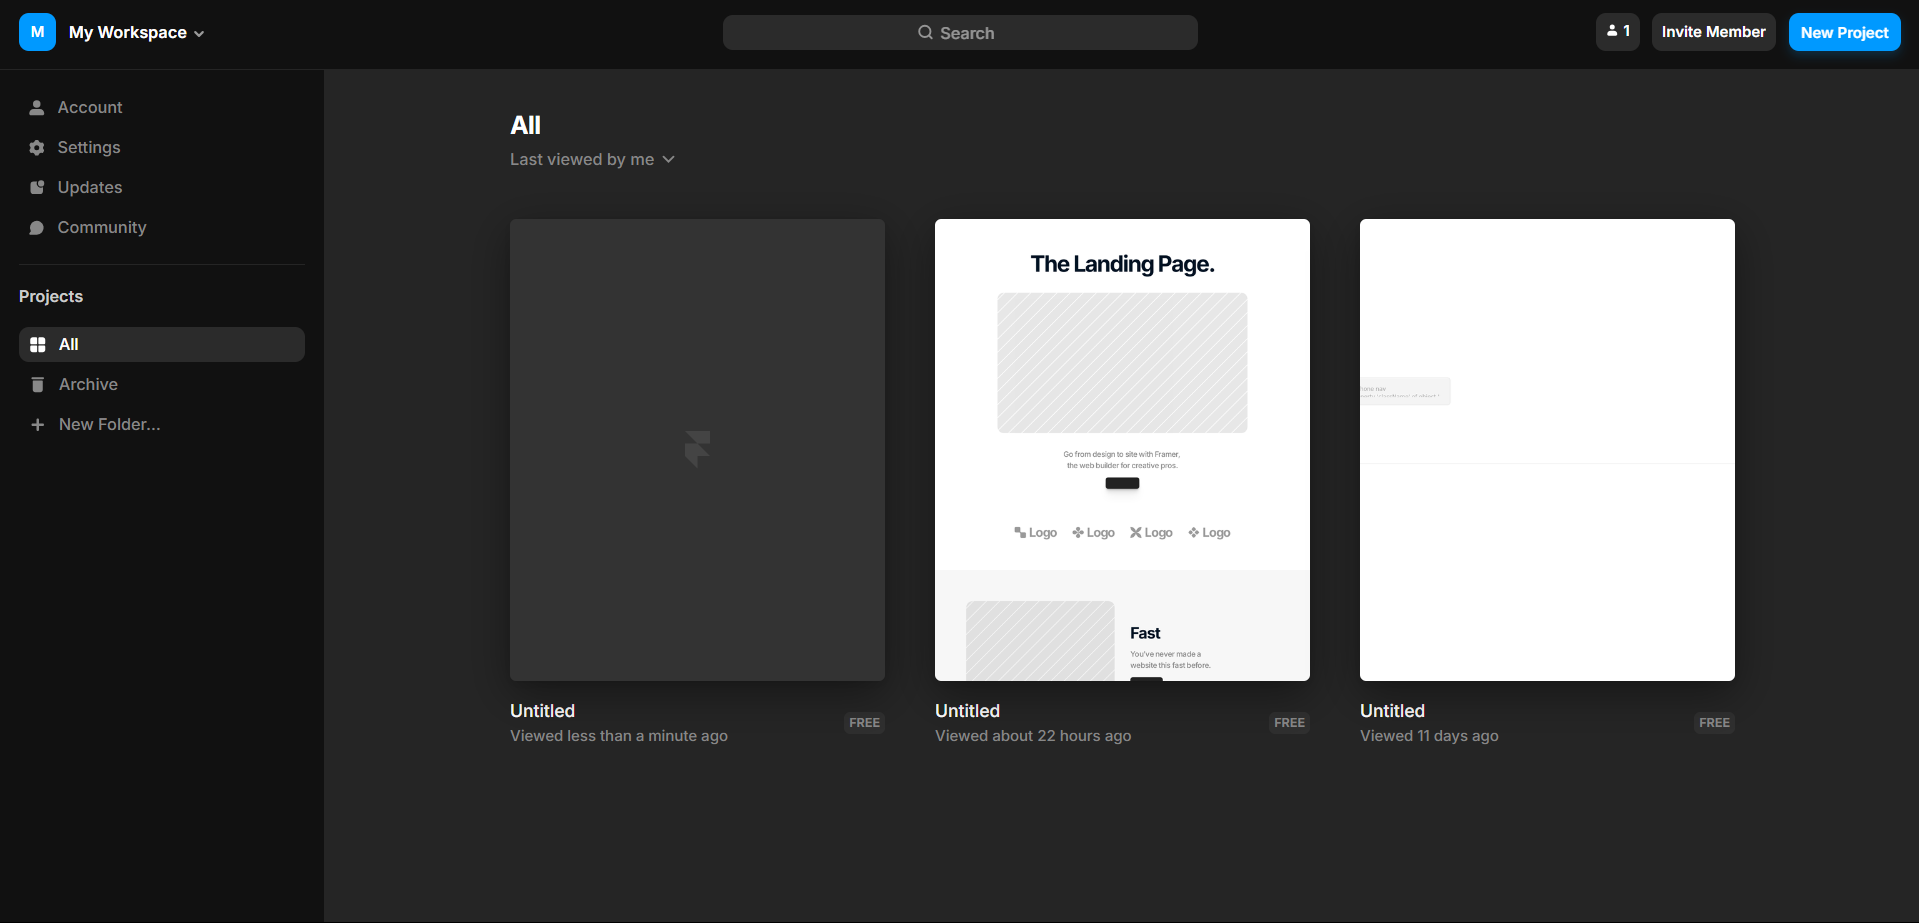 M My Workspace
Search
1
Invite Member
New Project
Account
Settings
Updates
Community
Projects
All
Archive
New Folder...
All
Last viewed by me
The Landing Page.
Go from design to site with Framer,
the web builder for creative pros.
Logo Logo Logo Logo
Fast
You've never made a
website this fast before.
Untitled
Viewed less than a minute ago
FREE
Untitled
Viewed about 22 hours ago
FREE
Untitled
Viewed 11 days ago
FREE